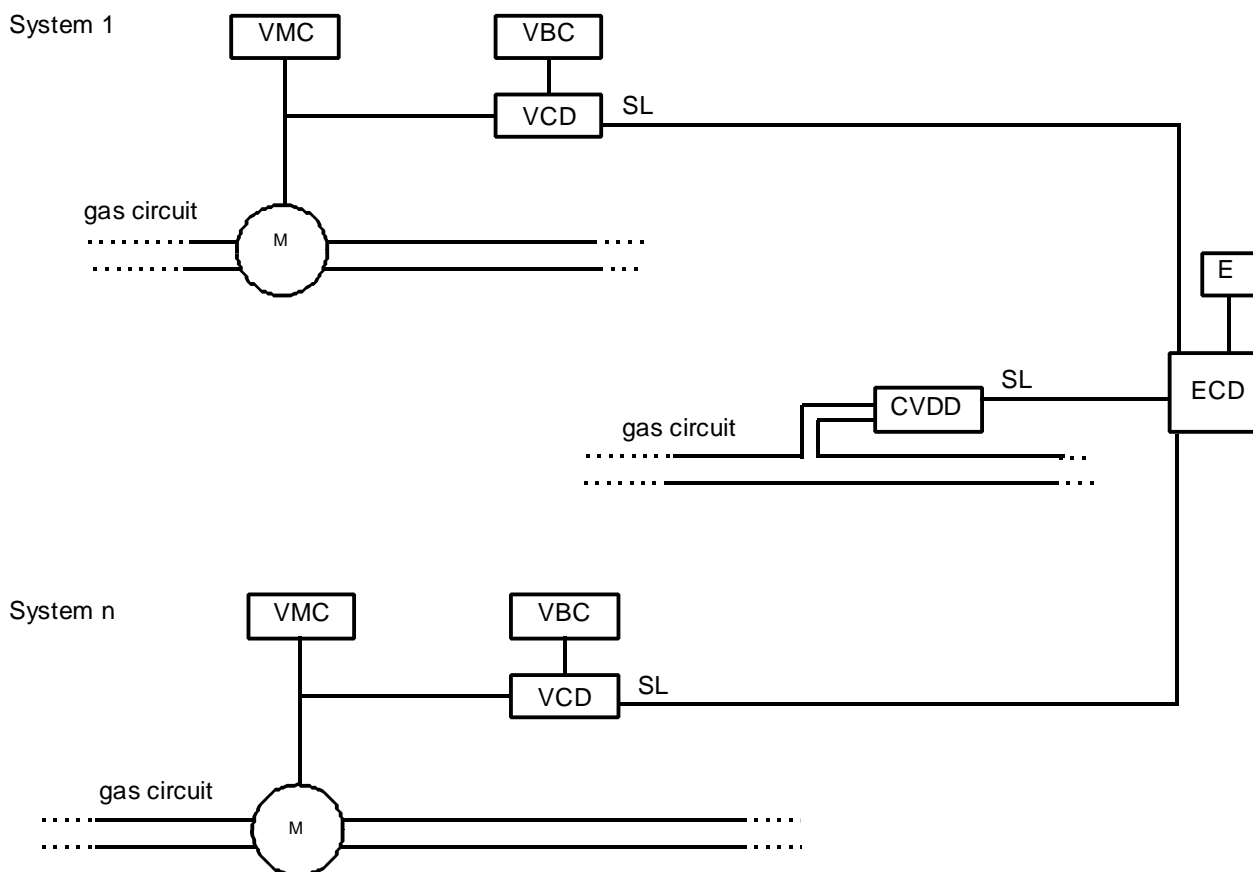 System 1
VMC
VBC
VCD
SL
gas circuit
M
E
ECD
SL
CVDD
gas circuit
System n
VMC
VBC
VCD
SL
gas circuit
M